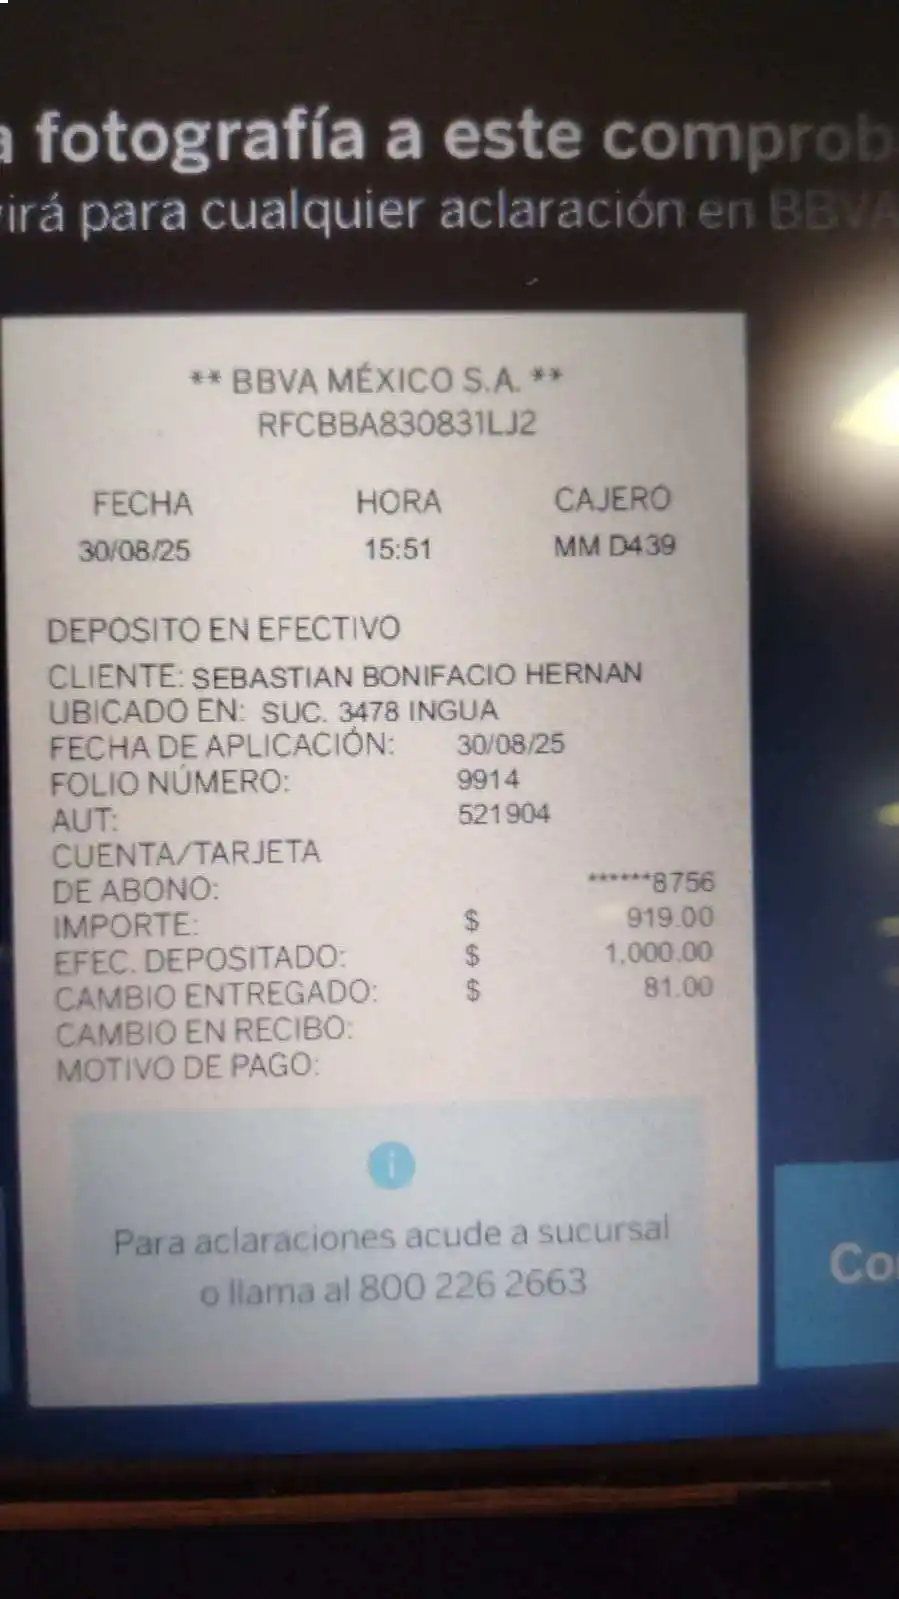 a fotografía a este comprob
virá para cualquier aclaración en BBVA
** BBVA MÉXICO S.A. **
RFCBBA830831LJ2
FECHA HORA CAJERO
30/08/25 15:51 MM D439
DEPOSITO EN EFECTIVO
CLIENTE: SEBASTIAN BONIFACIO HERNAN
UBICADO EN: SUC. 3478 INGUA
FECHA DE APLICACIÓN: 30/08/25
FOLIO NÚMERO: 9914
AUT: 521904
CUENTA/TARJETA
DE ABONO: ******8756
IMPORTE: $ 919.00
EFEC. DEPOSITADO: $ 1,000.00
CAMBIO ENTREGADO: $ 81.00
CAMBIO EN RECIBO:
MOTIVO DE PAGO:
i
Para aclaraciones acude a sucursal
o llama al 800 226 2663
Co